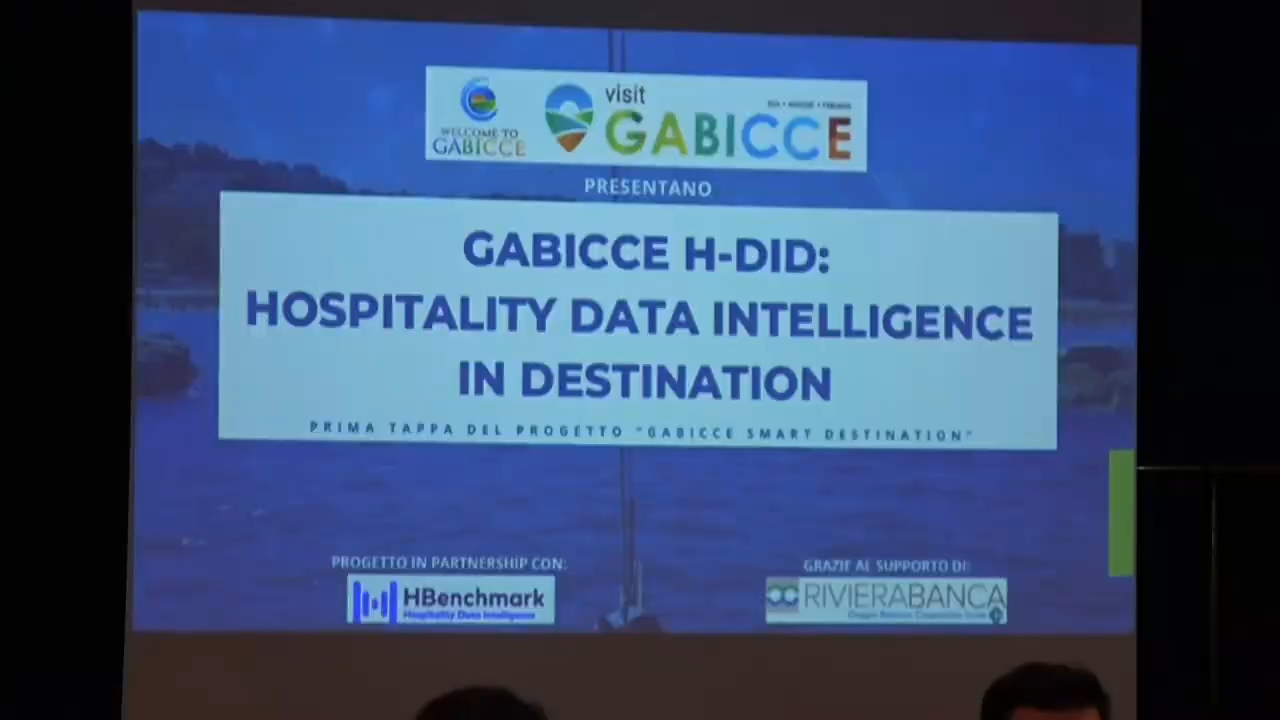 WELCOME TO
GABICCE
visit
GABICCE
PRESENTANO
GABICCE H-DID:
HOSPITALITY DATA INTELLIGENCE
IN DESTINATION
PRIMA TAPPA DEL PROGETTO "GABICCE SMART DESTINATION"
PROGETTO IN PARTNERSHIP CON:
HBenchmark
Hospitality Data Intelligence
GRAZIE AL SUPPORTO DI:
RIVIERABANCA